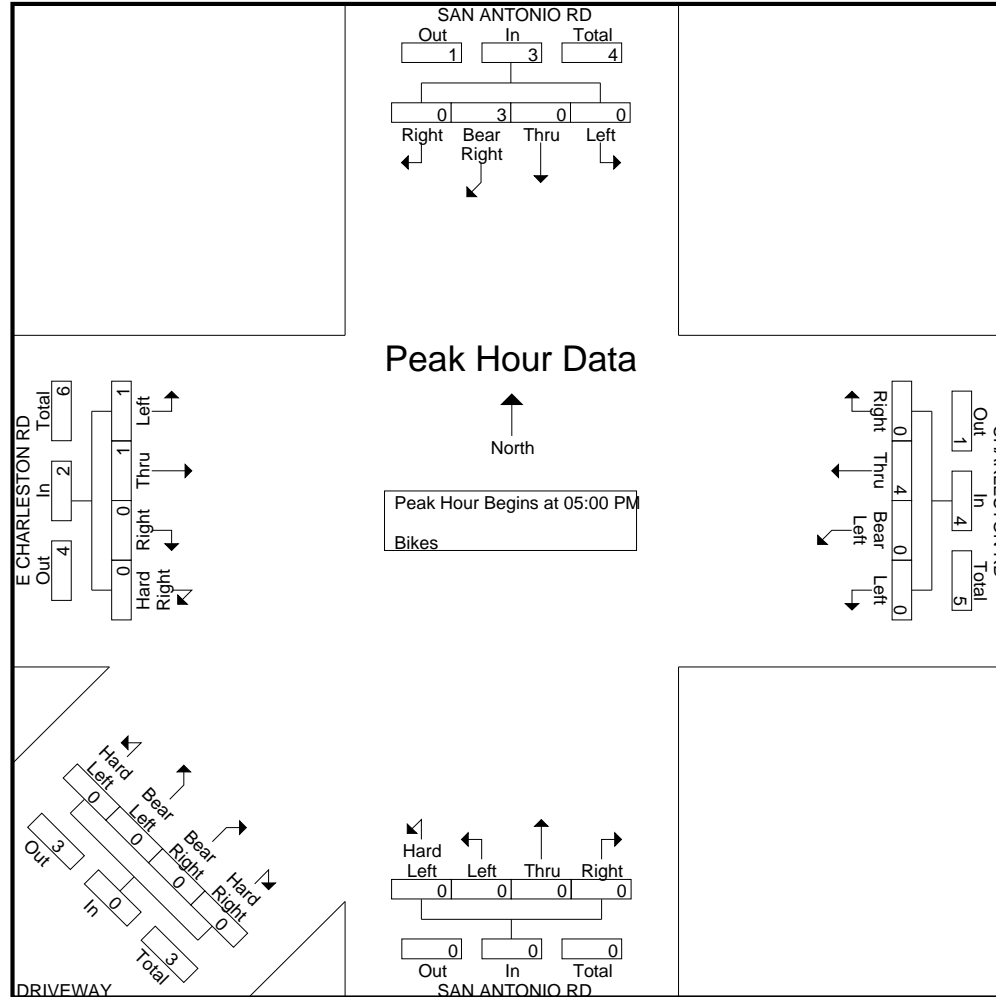 SAN ANTONIO RD
Out In Total
1 3 4
0 3 0 0
Right Bear Right Thru Left
Peak Hour Data
North
Peak Hour Begins at 05:00 PM
Bikes
E CHARLESTON RD
Total In Out
6 2 4
1 1 0 0
Left Thru Right Hard Right
Right Thru Bear Left Left
0 4 0 0
Out In Total
1 4 5
Hard Left Bear Left Bear Right Hard Right
0 0 0 0
Out In Total
3 0 3
DRIVEWAY
Hard Left Left Thru Right
0 0 0 0
0 0 0
Out In Total
SAN ANTONIO RD